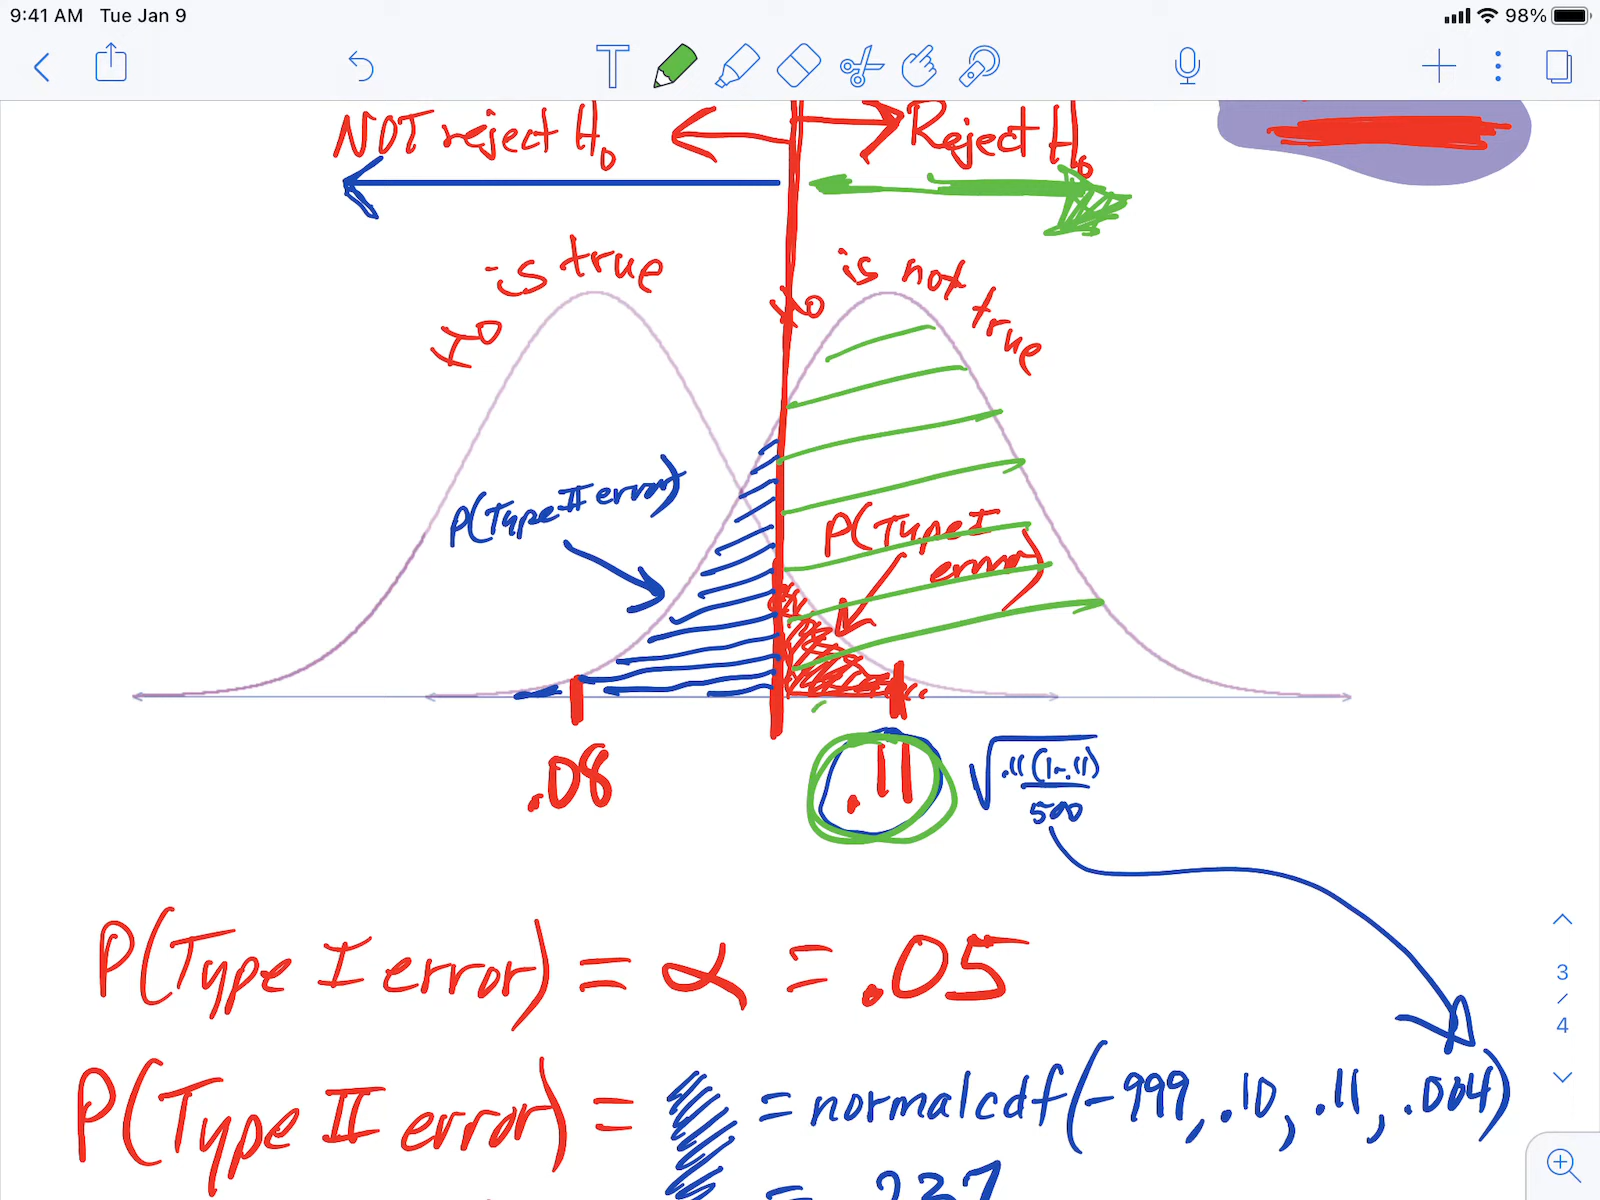 9:41 AM Tue Jan 9
98%
T
NOT reject H0
Reject H0
H0 is true
H0 is not true
P(Type II error)
P(Type I
error)
.08
.11
√.11(1-.11)
500
P(Type I error) = α = .05
P(Type II error) = = normalcdf(-999, .10, .11, .004)
= .237
3
/
4